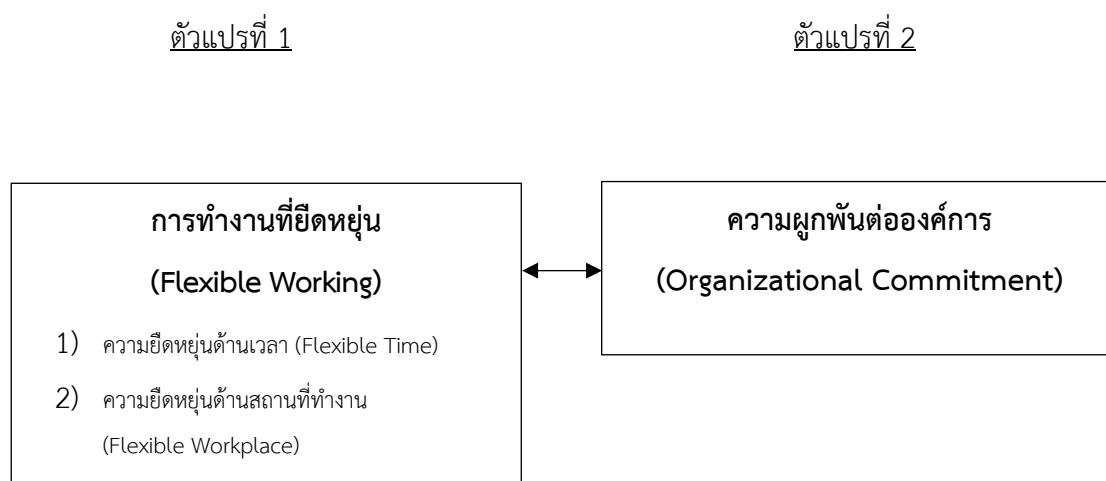 ตัวแปรที่ 1
ตัวแปรที่ 2
การทำงานที่ยืดหยุ่น
(Flexible Working)
1) ความยืดหยุ่นด้านเวลา (Flexible Time)
2) ความยืดหยุ่นด้านสถานที่ทำงาน
(Flexible Workplace)
ความผูกพันต่อองค์การ
(Organizational Commitment)